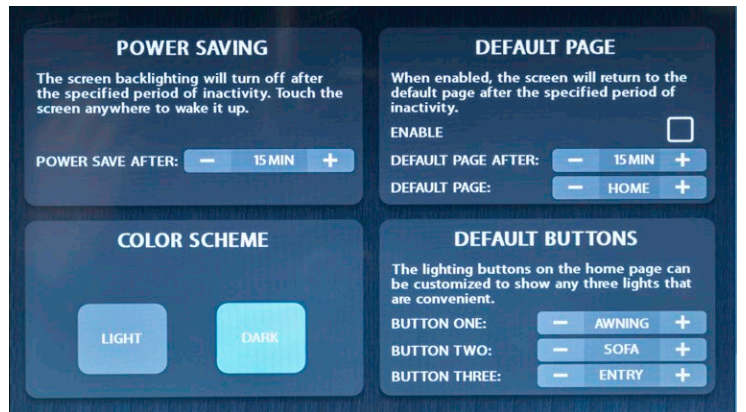 POWER SAVING
The screen backlighting will turn off after
the specified period of inactivity. Touch the
screen anywhere to wake it up.
POWER SAVE AFTER: − 15 MIN +
DEFAULT PAGE
When enabled, the screen will return to the
default page after the specified period of
inactivity.
ENABLE
DEFAULT PAGE AFTER: − 15 MIN +
DEFAULT PAGE: − HOME +
COLOR SCHEME
LIGHT
DARK
DEFAULT BUTTONS
The lighting buttons on the home page can
be customized to show any three lights that
are convenient.
BUTTON ONE: − AWNING +
BUTTON TWO: − SOFA +
BUTTON THREE: − ENTRY +